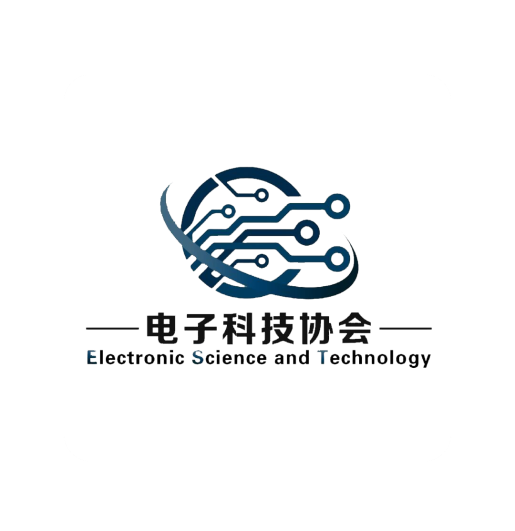 电子科技协会
Electronic Science and Technology